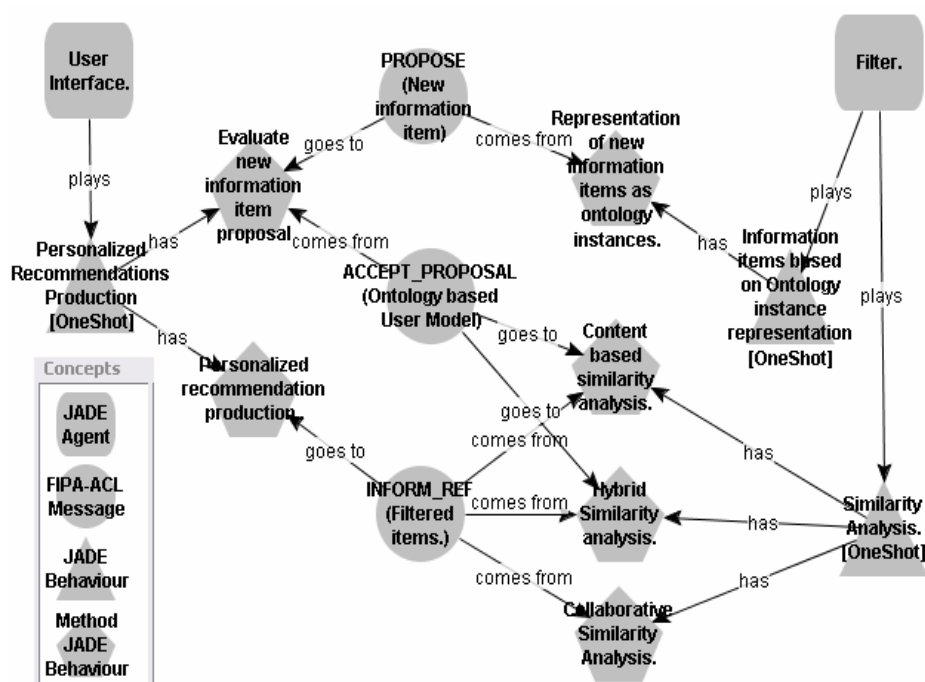 User
Interface.
PROPOSE
(New
information
item)
Filter.
goes to
comes from
Evaluate
new
information
item
proposal
Representation
of new
information
items as
ontology
instances.
plays
plays
has
comes from
has
plays
Personalized
Recommendations
Production
[OneShot]
ACCEPT_PROPOSAL
(Ontology based
User Model)
Information
items based
on Ontology
instance
representation
[OneShot]
has
goes to
Content
based
similarity
analysis.
Personalized
recommendation
production.
goes to
comes from
goes to
has
INFORM_REF
(Filtered
items.)
comes from
Hybrid
Similarity
analysis.
has
Similarity
Analysis.
[OneShot]
comes from
has
Collaborative
Similarity
Analysis.
Concepts
JADE
Agent
FIPA-ACL
Message
JADE
Behaviour
Method
JADE
Behaviour